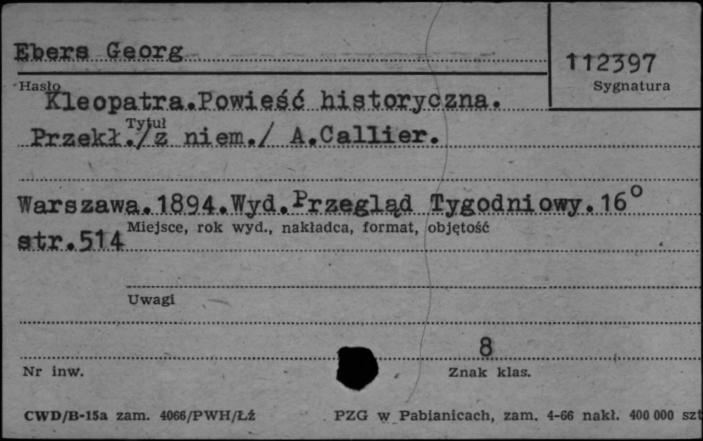 Ebers Georg
112397
Hasło
Sygnatura
Kleopatra.Powieść historyczna.
Tytuł
Przekł./z niem./ A.Callier.
Warszawa.1894.Wyd.Przegląd Tygodniowy.16°
Miejsce, rok wyd., nakładca, format, objętość
str.514
Uwagi
8
Nr inw.
Znak klas.
CWD/B-15a zam. 4066/PWH/Łź
PZG w Pabianicach, zam. 4-66 nakł. 400 000 szt